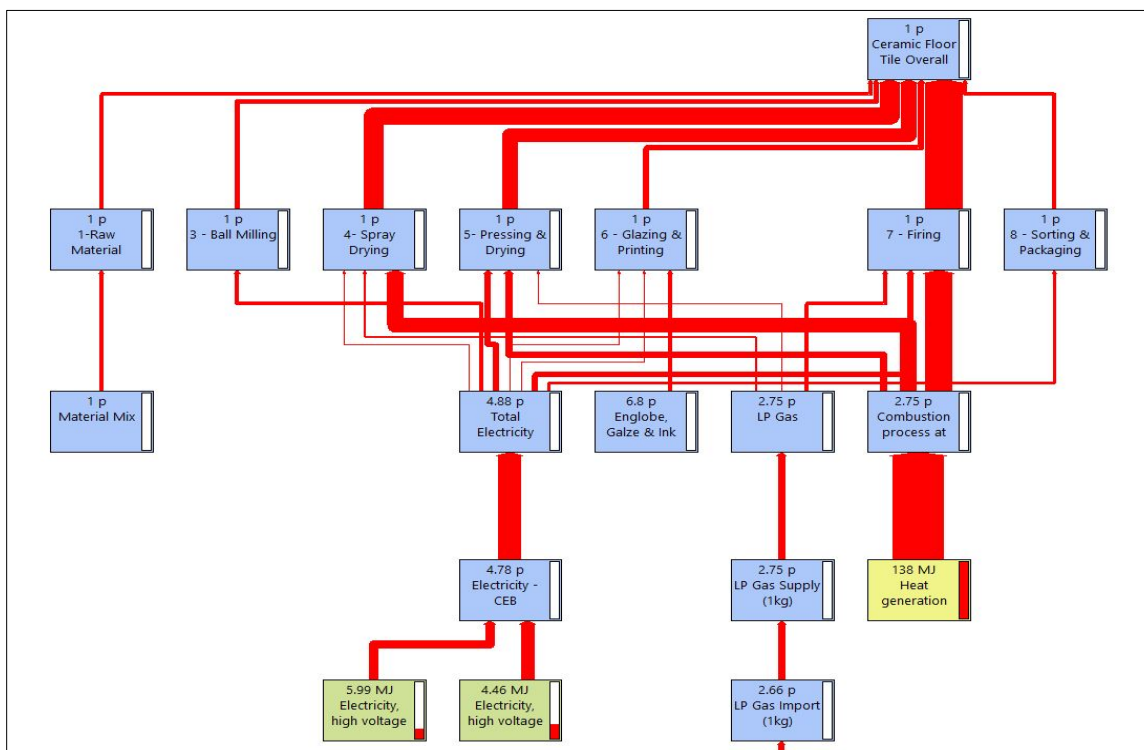 1 p
Ceramic Floor
Tile Overall
1 p
1-Raw
Material
1 p
3 - Ball Milling
1 p
4- Spray
Drying
1 p
5- Pressing &
Drying
1 p
6 - Glazing &
Printing
1 p
7 - Firing
1 p
8 - Sorting &
Packaging
1 p
Material Mix
4.88 p
Total
Electricity
6.8 p
Englobe,
Galze & Ink
2.75 p
LP Gas
2.75 p
Combustion
process at
4.78 p
Electricity -
CEB
2.75 p
LP Gas Supply
(1kg)
138 MJ
Heat
generation
5.99 MJ
Electricity,
high voltage
4.46 MJ
Electricity,
high voltage
2.66 p
LP Gas Import
(1kg)